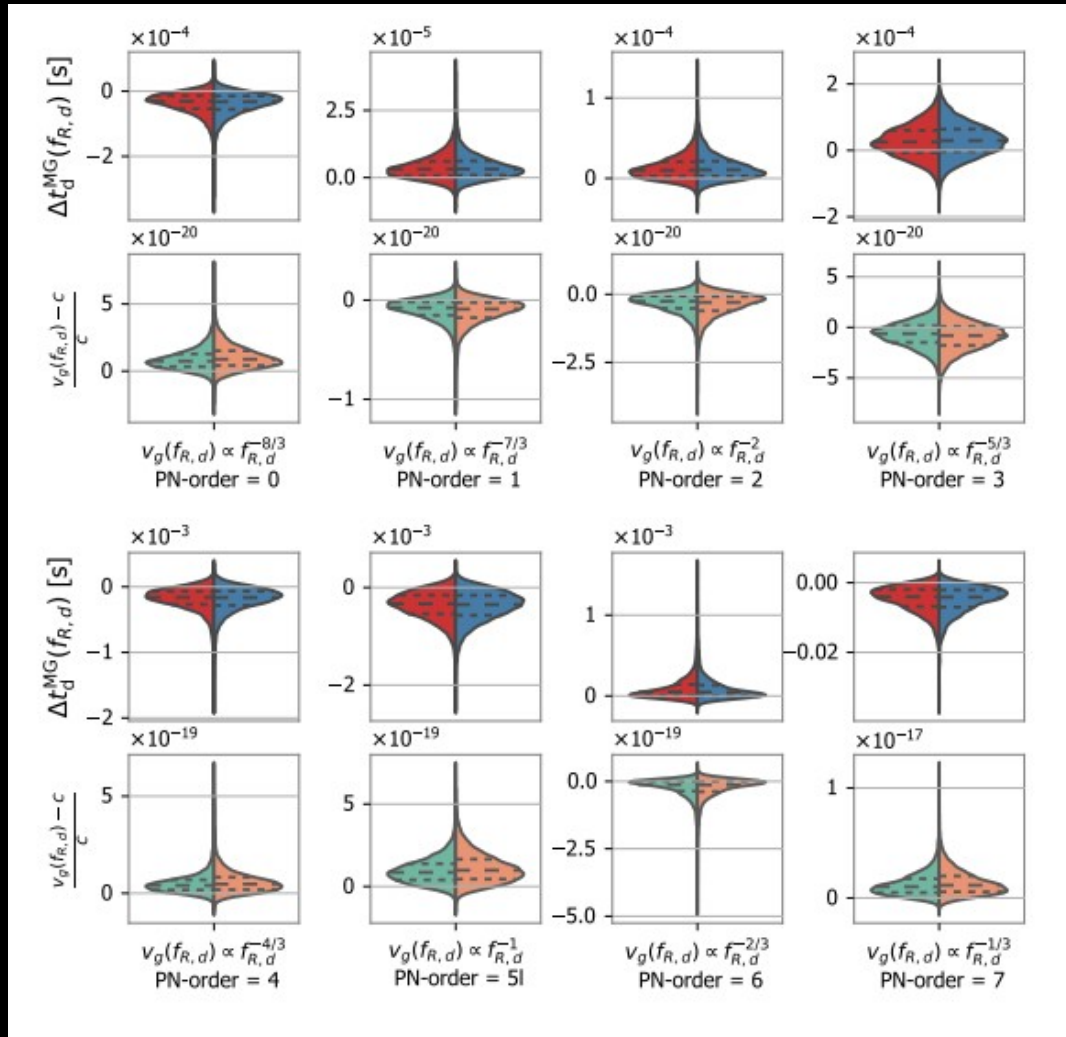 ×10⁻⁴ ×10⁻⁵ ×10⁻⁴ ×10⁻⁴
Δt_d^MG(f_R, d) [s]
0 −2
2.5 0.0
1 0
2 0 −2
×10⁻²⁰ ×10⁻²⁰ ×10⁻²⁰ ×10⁻²⁰
v_g(f_R, d) − c / c
5 0
0 −1
0.0 −2.5
5 0 −5
v_g(f_R, d) ∝ f_R, d^−8/3 v_g(f_R, d) ∝ f_R, d^−7/3 v_g(f_R, d) ∝ f_R, d^−2 v_g(f_R, d) ∝ f_R, d^−5/3
PN-order = 0 PN-order = 1 PN-order = 2 PN-order = 3
×10⁻³ ×10⁻³ ×10⁻³
Δt_d^MG(f_R, d) [s]
0 −1 −2
0 −2
1 0
0.00 −0.02
×10⁻¹⁹ ×10⁻¹⁹ ×10⁻¹⁹ ×10⁻¹⁷
v_g(f_R, d) − c / c
5 0
5 0
0.0 −2.5 −5.0
1 0
v_g(f_R, d) ∝ f_R, d^−4/3 v_g(f_R, d) ∝ f_R, d^−1 v_g(f_R, d) ∝ f_R, d^−2/3 v_g(f_R, d) ∝ f_R, d^−1/3
PN-order = 4 PN-order = 5l PN-order = 6 PN-order = 7